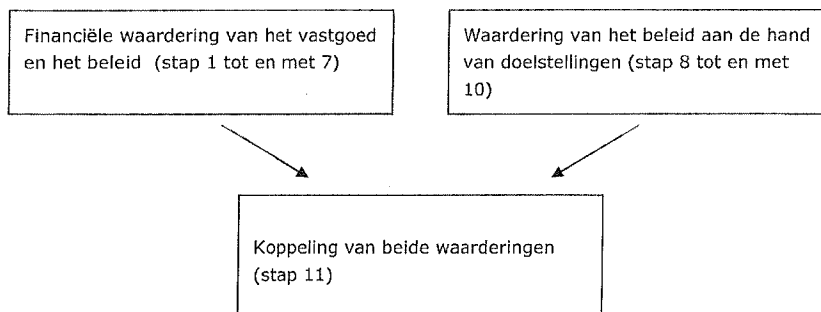 Financiële waardering van het vastgoed
en het beleid (stap 1 tot en met 7)
Waardering van het beleid aan de hand
van doelstellingen (stap 8 tot en met
10)
Koppeling van beide waarderingen
(stap 11)